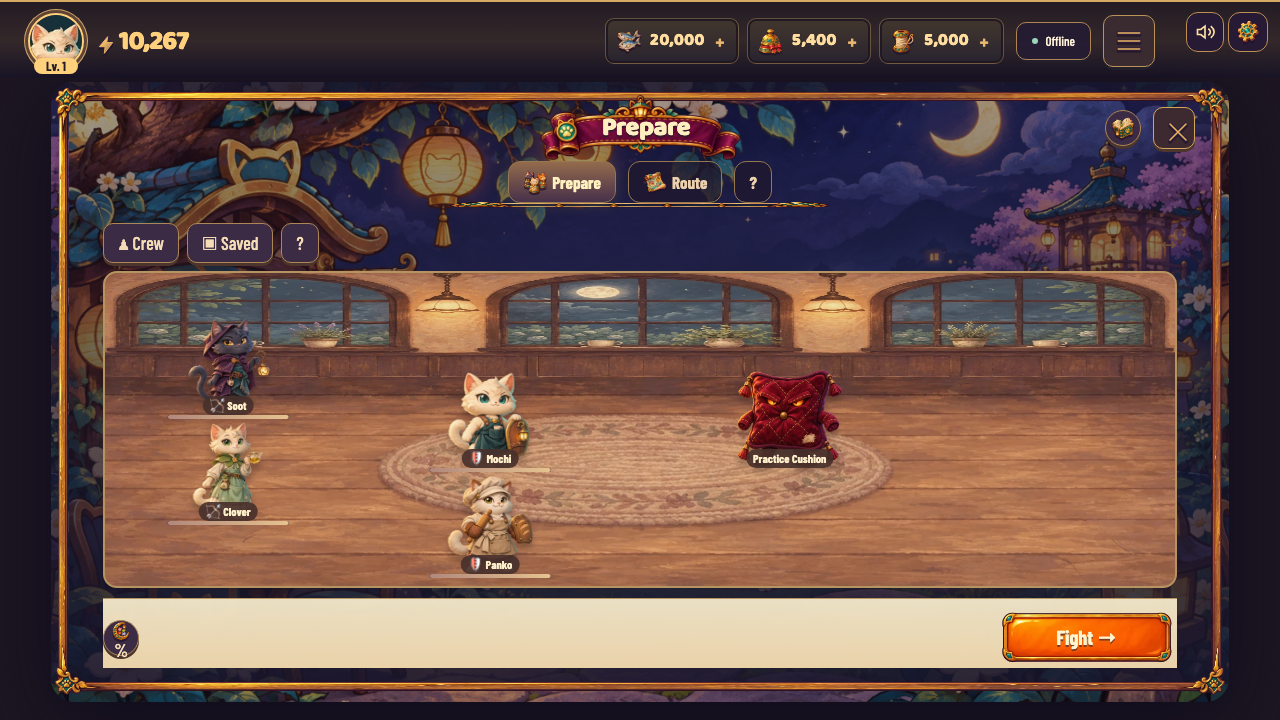 Lv. 1
10,267
20,000 +
5,400 +
5,000 +
Offline
Prepare
Prepare
Route
?
Crew
Saved
?
Soot
Mochi
Practice Cushion
Clover
Panko
%
Fight →